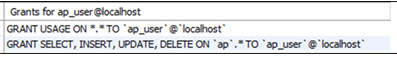 Grants for ap_user@localhost
GRANT USAGE ON *.* TO `ap_user`@`localhost`
GRANT SELECT, INSERT, UPDATE, DELETE ON `ap`.* TO `ap_user`@`localhost`